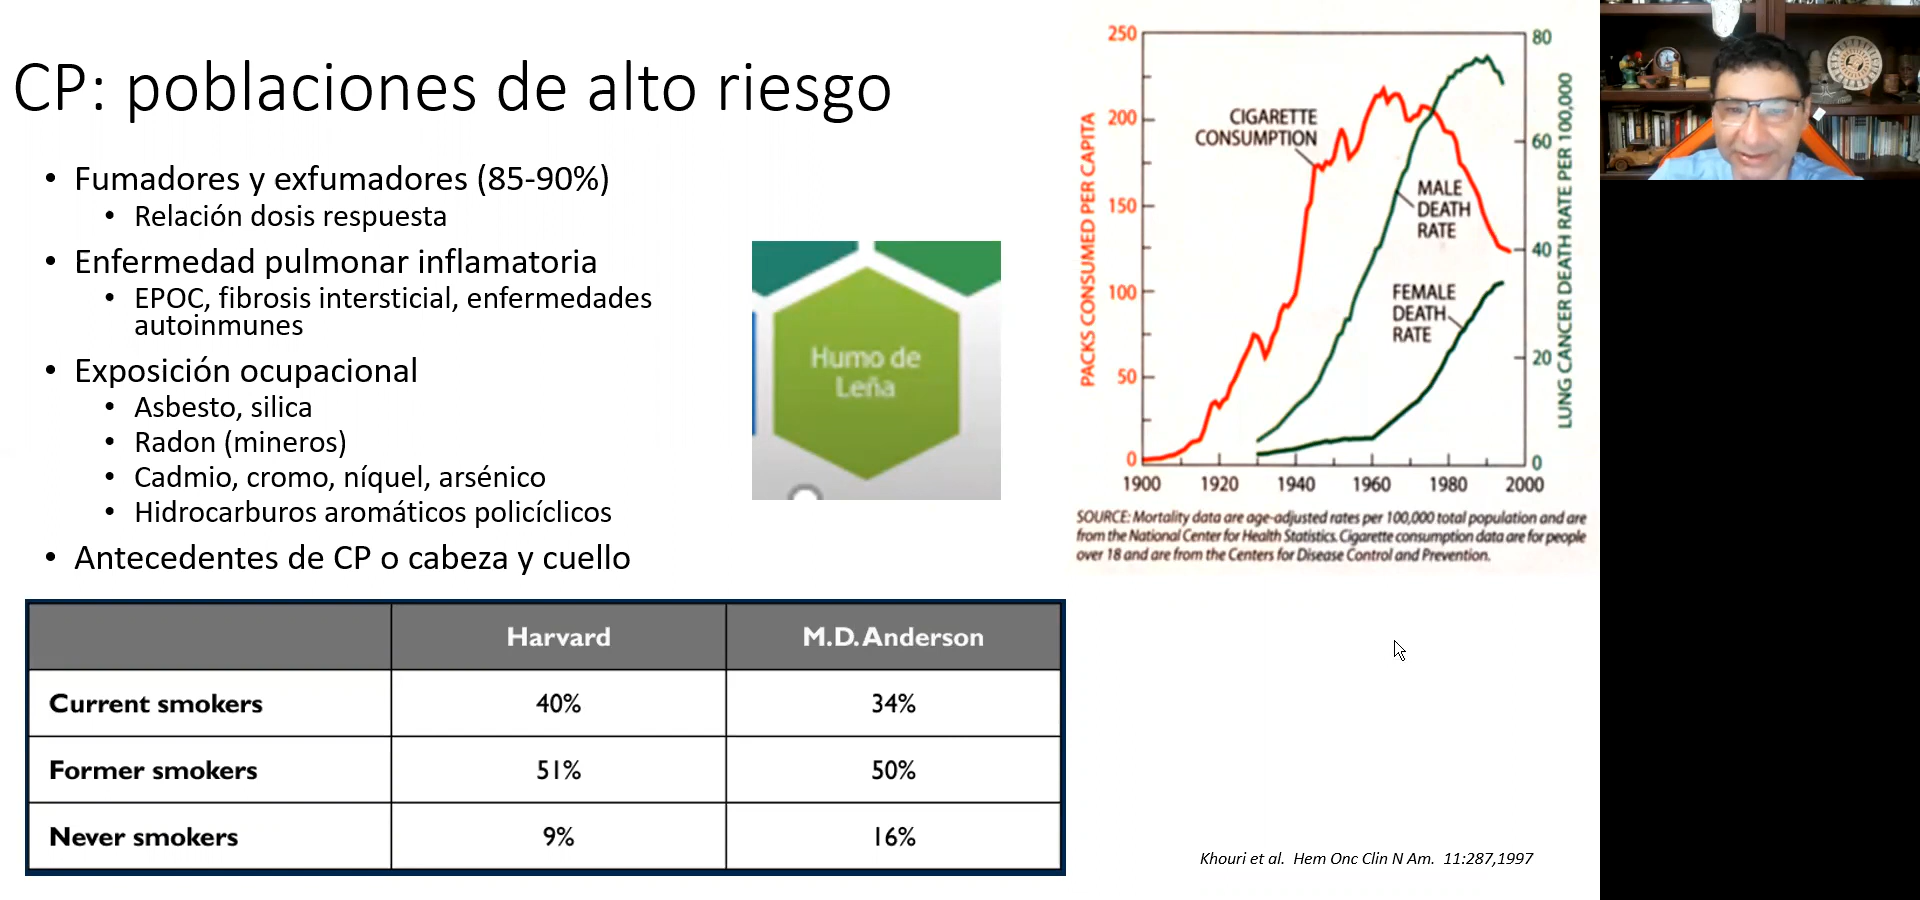 CP: poblaciones de alto riesgo
• Fumadores y exfumadores (85-90%)
• Relación dosis respuesta
• Enfermedad pulmonar inflamatoria
• EPOC, fibrosis intersticial, enfermedades
autoinmunes
• Exposición ocupacional
• Asbesto, silica
• Radon (mineros)
• Cadmio, cromo, níquel, arsénico
• Hidrocarburos aromáticos policíclicos
• Antecedentes de CP o cabeza y cuello
Humo de
Leña
PACKS CONSUMED PER CAPITA
250
200
150
100
50
0
CIGARETTE
CONSUMPTION
MALE
DEATH
RATE
FEMALE
DEATH
RATE
80
60
40
20
0
LUNG CANCER DEATH RATE PER 100,000
1900 1920 1940 1960 1980 2000
SOURCE: Mortality data are age-adjusted rates per 100,000 total population and are
from the National Center for Health Statistics. Cigarette consumption data are for people
over 18 and are from the Centers for Disease Control and Prevention.
Harvard M.D. Anderson
Current smokers 40% 34%
Former smokers 51% 50%
Never smokers 9% 16%
Khouri et al. Hem Onc Clin N Am. 11:287,1997